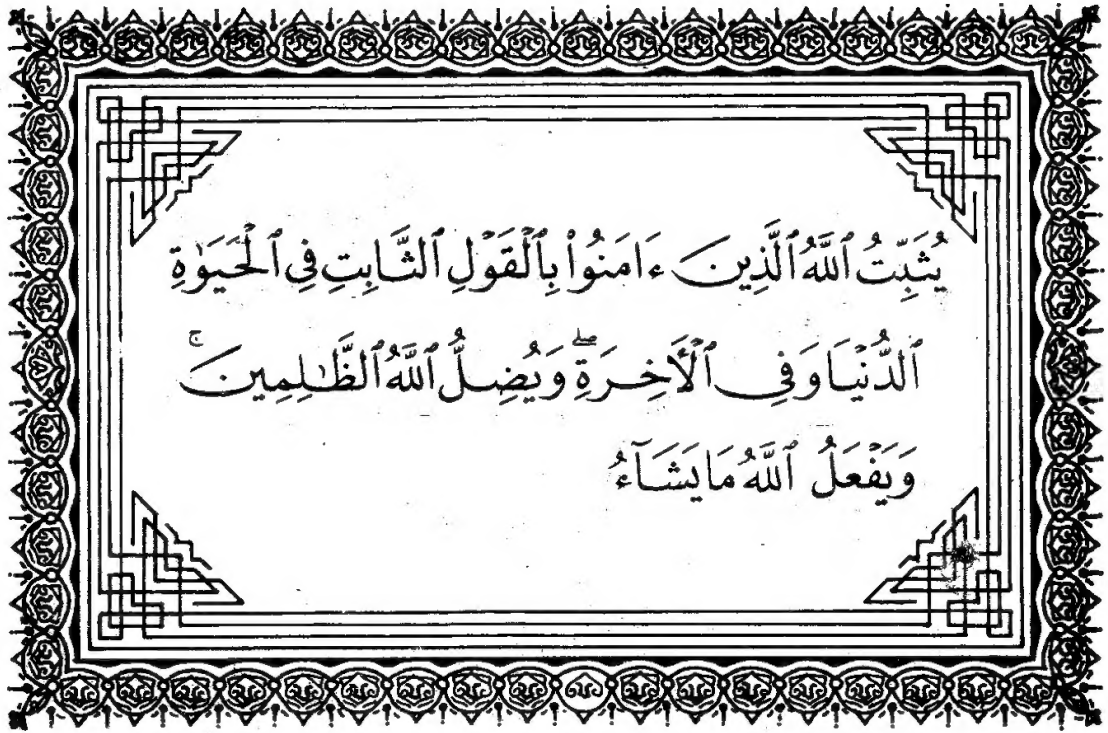 يُثَبِّتُ ٱللَّهُ ٱلَّذِينَ ءَامَنُواْ بِٱلْقَوْلِ ٱلثَّابِتِ فِي ٱلْحَيَوٰةِ
ٱلدُّنْيَا وَفِي ٱلْأَخِرَةِۖ وَيُضِلُّ ٱللَّهُ ٱلظَّٰلِمِينَۚ
وَيَفْعَلُ ٱللَّهُ مَا يَشَآءُ